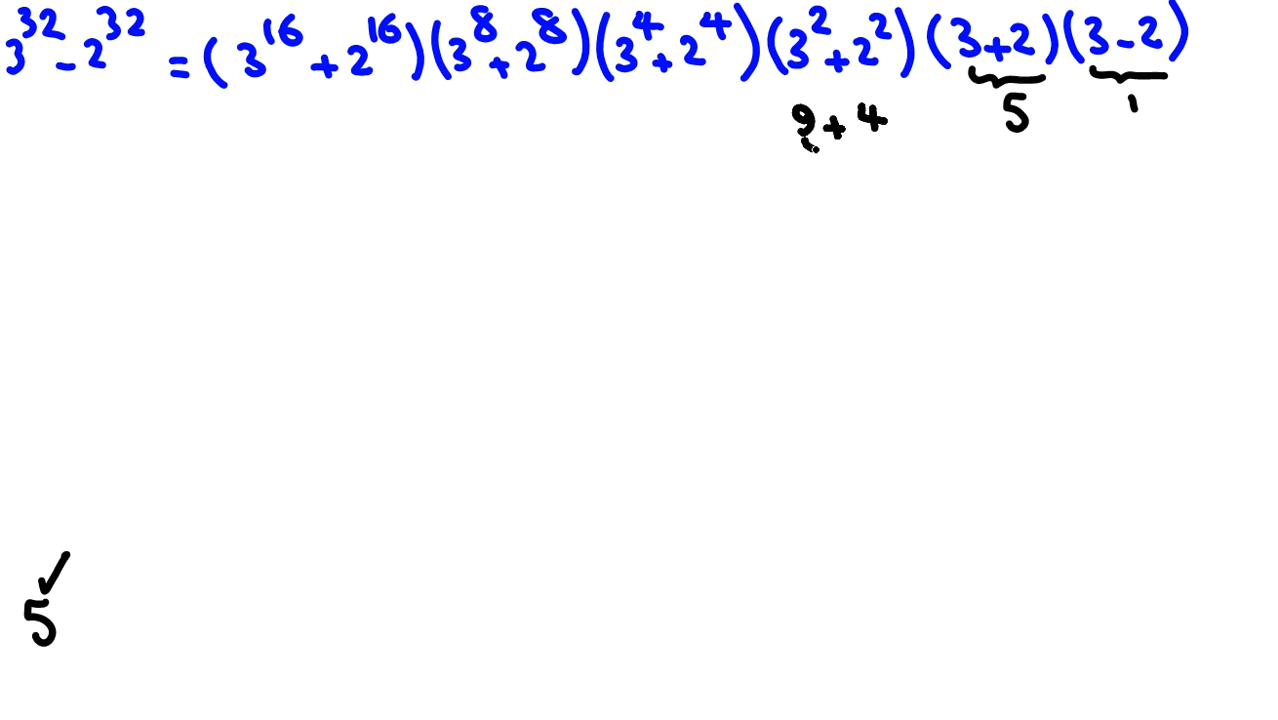 3^32 - 2^32 = (3^16 + 2^16)(3^8 + 2^8)(3^4 + 2^4)(3^2 + 2^2)(3+2)(3-2)
9+4 5 1
✓
5